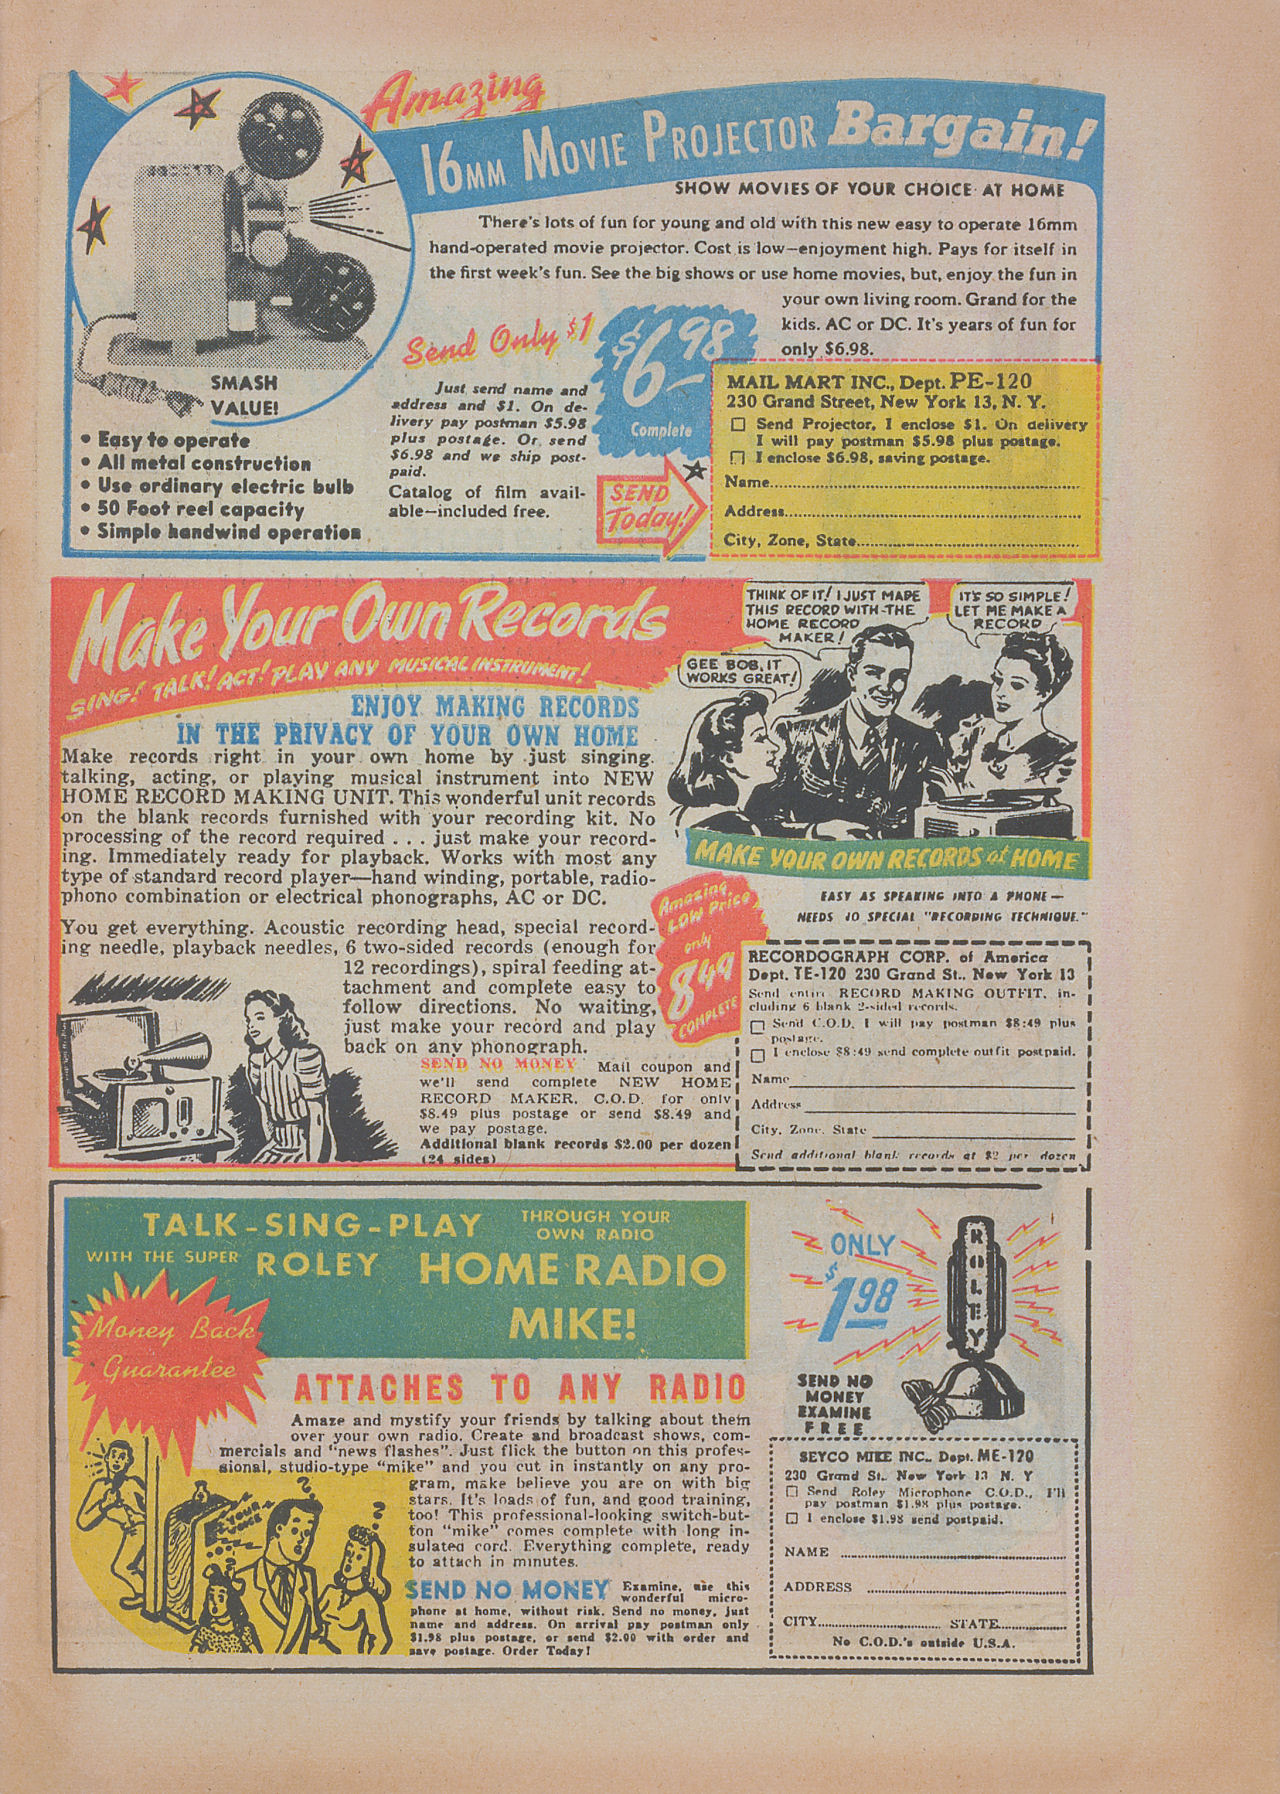 Amazing
16MM MOVIE PROJECTOR Bargain!
SHOW MOVIES OF YOUR CHOICE AT HOME
There's lots of fun for young and old with this new easy to operate 16mm
hand-operated movie projector. Cost is low—enjoyment high. Pays for itself in
the first week's fun. See the big shows or use home movies, but, enjoy the fun in
your own living room. Grand for the
kids. AC or DC. It's years of fun for
only $6.98.
SMASH
VALUE!
• Easy to operate
• All metal construction
• Use ordinary electric bulb
• 50 Foot reel capacity
• Simple handwind operation
Send Only $1
$6.98
Complete
Just send name and
address and $1. On de-
livery pay postman $5.98
plus postage. Or send
$6.98 and we ship post-
paid.
Catalog of film avail-
able—included free.
SEND
Today!
MAIL MART INC., Dept. PE-120
230 Grand Street, New York 13, N. Y.
☐ Send Projector, I enclose $1. On delivery
I will pay postman $5.98 plus postage.
☐ I enclose $6.98, saving postage.
Name
Address
City, Zone, State
Make Your Own Records
SING! TALK! ACT! PLAY ANY MUSICAL INSTRUMENT!
THINK OF IT! I JUST MADE
THIS RECORD WITH THE
HOME RECORD
MAKER!
IT'S SO SIMPLE!
LET ME MAKE A
RECORD
GEE BOB, IT
WORKS GREAT!
ENJOY MAKING RECORDS
IN THE PRIVACY OF YOUR OWN HOME
Make records right in your own home by just singing.
talking, acting, or playing musical instrument into NEW
HOME RECORD MAKING UNIT. This wonderful unit records
on the blank records furnished with your recording kit. No
processing of the record required . . . just make your record-
ing. Immediately ready for playback. Works with most any
type of standard record player—hand winding, portable, radio-
phono combination or electrical phonographs, AC or DC.
You get everything. Acoustic recording head, special record-
ing needle, playback needles, 6 two-sided records (enough for
12 recordings), spiral feeding at-
tachment and complete easy to
follow directions. No waiting,
just make your record and play
back on any phonograph.
SEND NO MONEY Mail coupon and
we'll send complete NEW HOME
RECORD MAKER. C.O.D. for only
$8.49 plus postage or send $8.49 and
we pay postage.
Additional blank records $2.00 per dozen
(24 sides)
MAKE YOUR OWN RECORDS at HOME
EASY AS SPEAKING INTO A PHONE—
NEEDS NO SPECIAL "RECORDING TECHNIQUE."
Amazing
LOW Price
only
8.49
COMPLETE
RECORDOGRAPH CORP. of America
Dept. TE-120 230 Grand St., New York 13
Send entire RECORD MAKING OUTFIT, in-
cluding 6 blank 2-sided records.
☐ Send C.O.D. I will pay postman $8:49 plus
postage.
☐ I enclose $8:49 send complete outfit postpaid.
Name
Address
City, Zone, State
Send additional blank records at $2 per dozen
TALK-SING-PLAY THROUGH YOUR
OWN RADIO
WITH THE SUPER ROLEY HOME RADIO
MIKE!
Money Back
Guarantee
ATTACHES TO ANY RADIO
Amaze and mystify your friends by talking about them
over your own radio. Create and broadcast shows, com-
mercials and "news flashes". Just flick the button on this profes-
sional, studio-type "mike" and you cut in instantly on any pro-
gram, make believe you are on with big
stars. It's loads of fun, and good training,
too! This professional-looking switch-but-
ton "mike" comes complete with long in-
sulated cord. Everything complete, ready
to attach in minutes.
SEND NO MONEY Examine, use this
wonderful micro-
phone at home, without risk. Send no money, just
name and address. On arrival pay postman only
$1.98 plus postage, or send $2.00 with order and
save postage. Order Today!
ONLY
$1.98
ROLEY
SEND NO
MONEY
EXAMINE
FREE
SEYCO MIKE INC., Dept. ME-120
230 Grand St. New York 13 N. Y
☐ Send Roley Microphone C.O.D., I'll
pay postman $1.98 plus postage.
☐ I enclose $1.98 send postpaid.
NAME
ADDRESS
CITY STATE
No C.O.D.'s outside U.S.A.